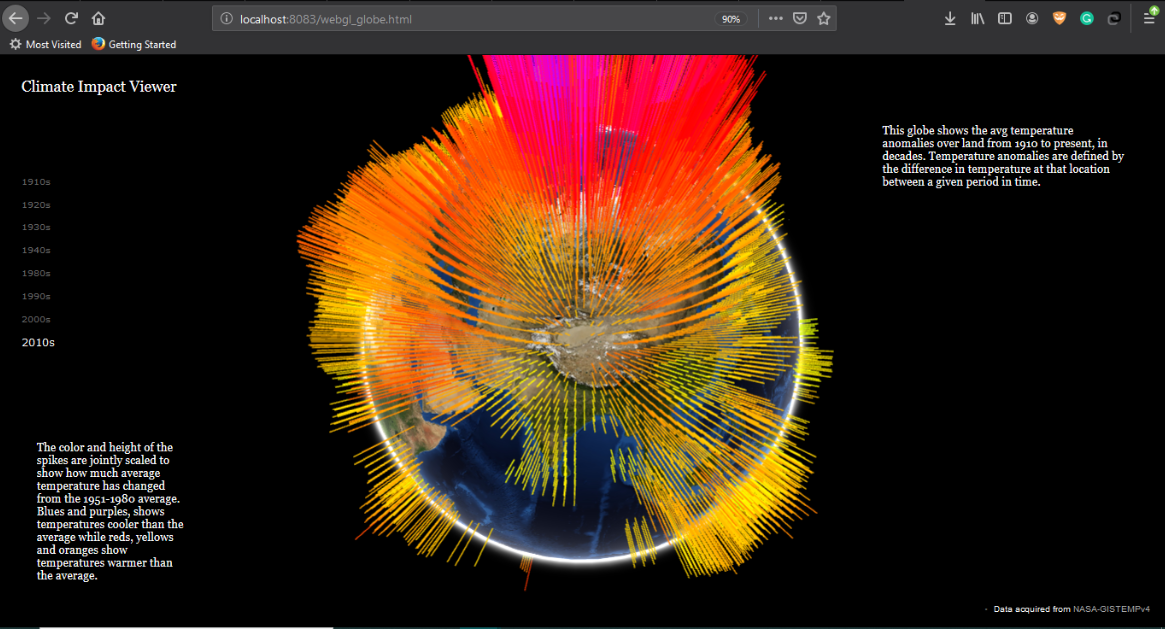 localhost:8083/webgl_globe.html
90%
Most Visited
Getting Started
Climate Impact Viewer
This globe shows the avg temperature
anomalies over land from 1910 to present, in
decades. Temperature anomalies are defined by
the difference in temperature at that location
between a given period in time.
1910s
1920s
1930s
1940s
1980s
1990s
2000s
2010s
The color and height of the
spikes are jointly scaled to
show how much average
temperature has changed
from the 1951-1980 average.
Blues and purples, shows
temperatures cooler than the
average while reds, yellows
and oranges show
temperatures warmer than
the average.
- Data acquired from NASA-GISTEMPv4